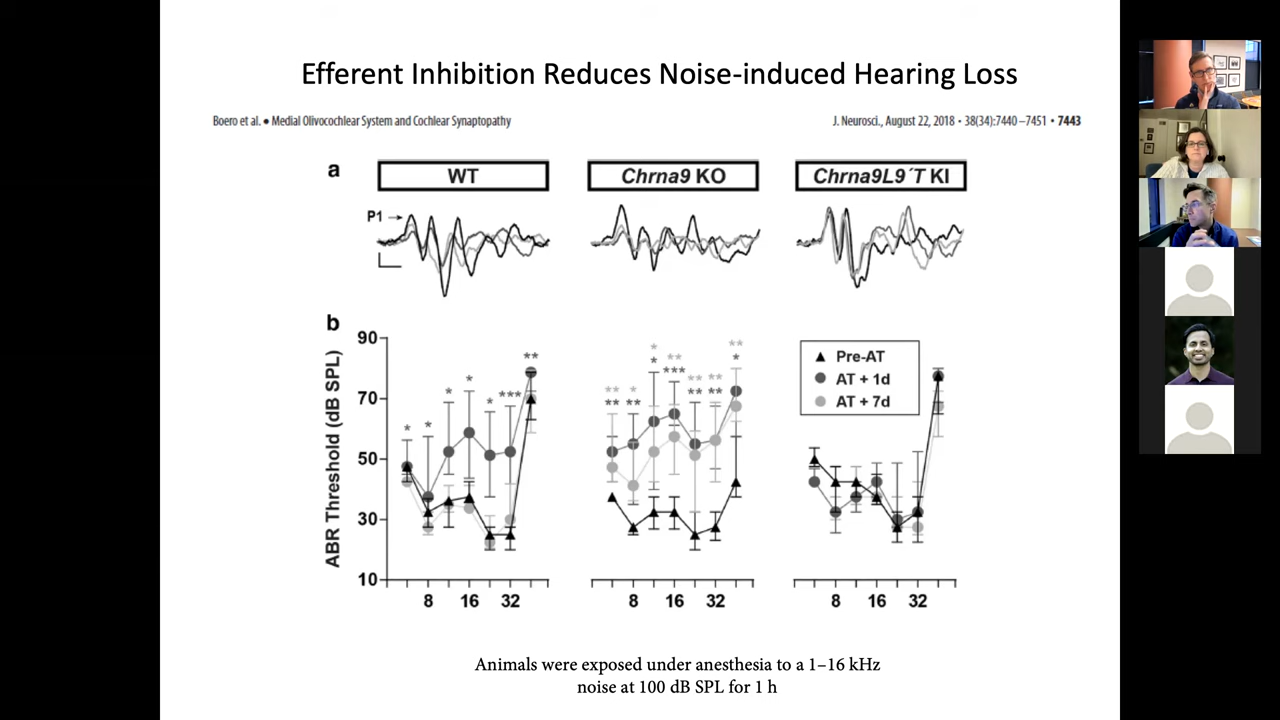 Efferent Inhibition Reduces Noise-induced Hearing Loss
Boero et al. • Medial Olivocochlear System and Cochlear Synaptopathy
J. Neurosci., August 22, 2018 • 38(34):7440–7451 • 7443
a
WT
Chrna9 KO
Chrna9L9´T KI
P1
b
ABR Threshold (dB SPL)
90
70
50
30
10
* * * * * *** **
** * * ** ** ** **
** ** * *** ** ** *
Pre-AT
AT + 1d
AT + 7d
8 16 32
8 16 32
8 16 32
Animals were exposed under anesthesia to a 1–16 kHz
noise at 100 dB SPL for 1 h